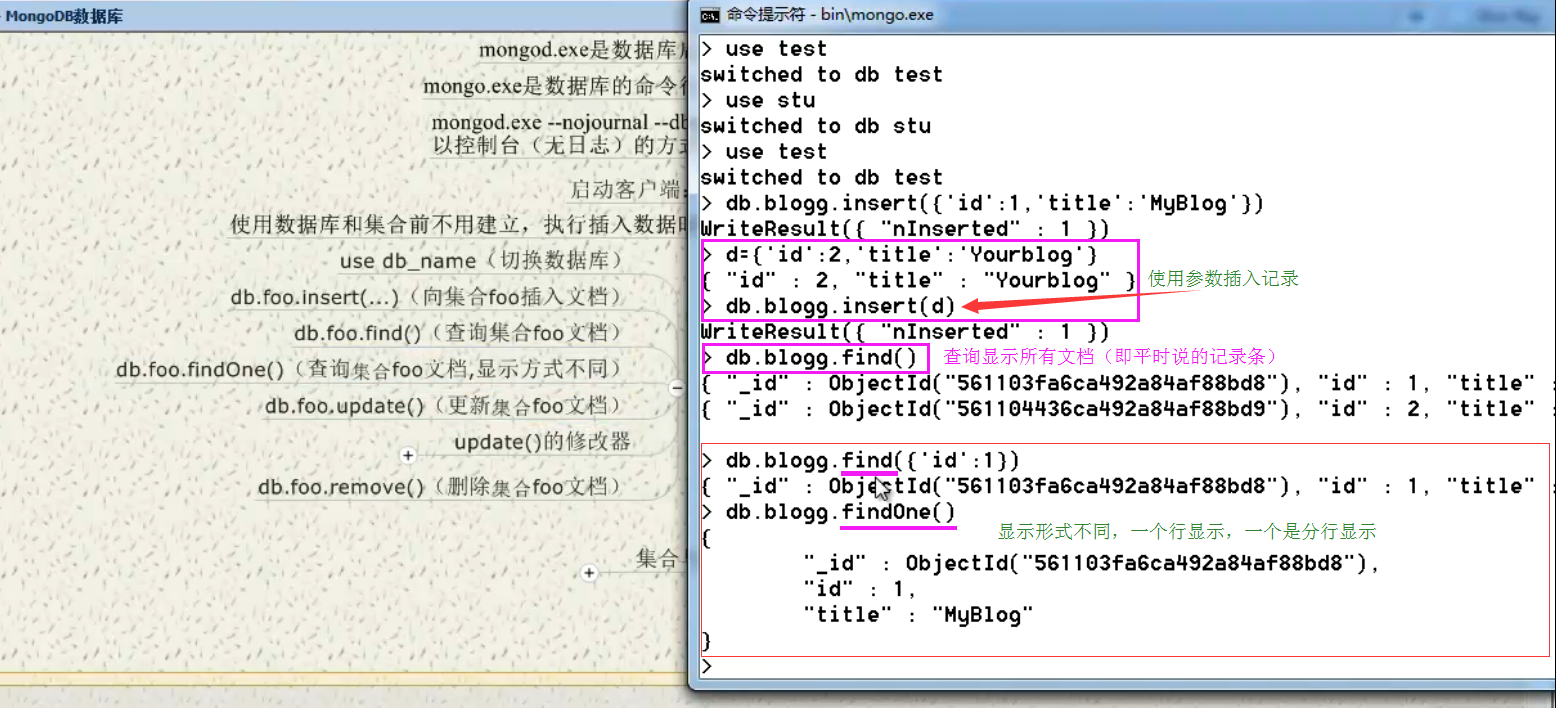 MongoDB数据库
mongod.exe是数据库
mongo.exe是数据库的命令
mongod.exe --nojournal --db
以控制台（无日志）的方
启动客户端:
使用数据库和集合前不用建立，执行插入数据
use db_name（切换数据库）
db.foo.insert(...)（向集合foo插入文档）
db.foo.find()（查询集合foo文档）
db.foo.findOne()（查询集合foo文档,显示方式不同）
db.foo.update()（更新集合foo文档）
update()的修改器
db.foo.remove()（删除集合foo文档）
集合
命令提示符 - bin\mongo.exe
> use test
switched to db test
> use stu
switched to db stu
> use test
switched to db test
> db.blogg.insert({'id':1,'title':'MyBlog'})
WriteResult({ "nInserted" : 1 })
> d={'id':2,'title':'Yourblog'}
{ "id" : 2, "title" : "Yourblog" }
使用参数插入记录
> db.blogg.insert(d)
WriteResult({ "nInserted" : 1 })
> db.blogg.find()
查询显示所有文档（即平时说的记录条）
{ "_id" : ObjectId("561103fa6ca492a84af88bd8"), "id" : 1, "title" :
{ "_id" : ObjectId("561104436ca492a84af88bd9"), "id" : 2, "title" :
> db.blogg.find({'id':1})
{ "_id" : ObjectId("561103fa6ca492a84af88bd8"), "id" : 1, "title" :
> db.blogg.findOne()
显示形式不同，一个行显示，一个是分行显示
{
"_id" : ObjectId("561103fa6ca492a84af88bd8"),
"id" : 1,
"title" : "MyBlog"
}
>